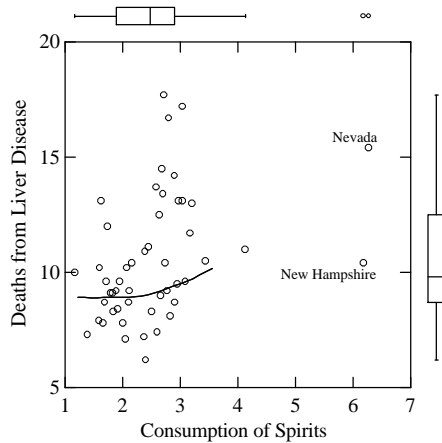 20
15
10
5
Deaths from Liver Disease
Nevada
New Hampshire
1 2 3 4 5 6 7
Consumption of Spirits